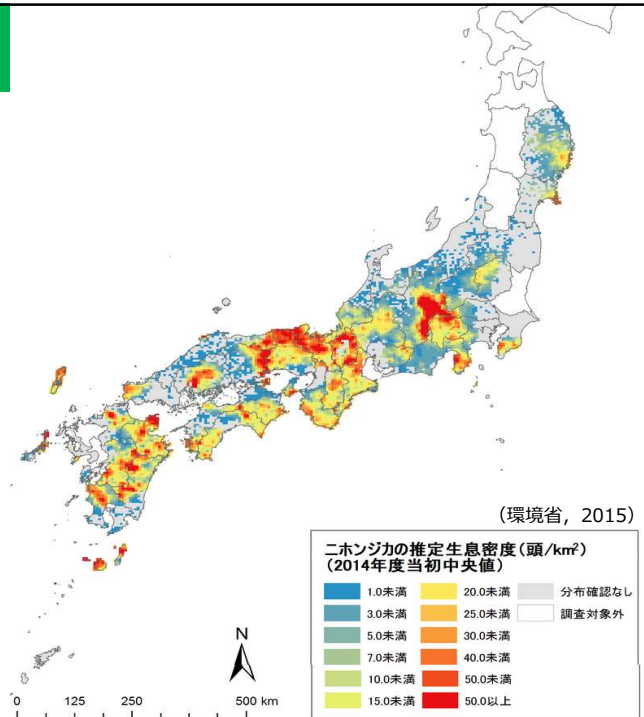 (環境省, 2015)
ニホンジカの推定生息密度(頭/km²)
(2014年度当初中央値)
1.0未満
3.0未満
5.0未満
7.0未満
10.0未満
15.0未満
20.0未満
25.0未満
30.0未満
40.0未満
50.0未満
50.0以上
分布確認なし
調査対象外
N
0 125 250 500 km